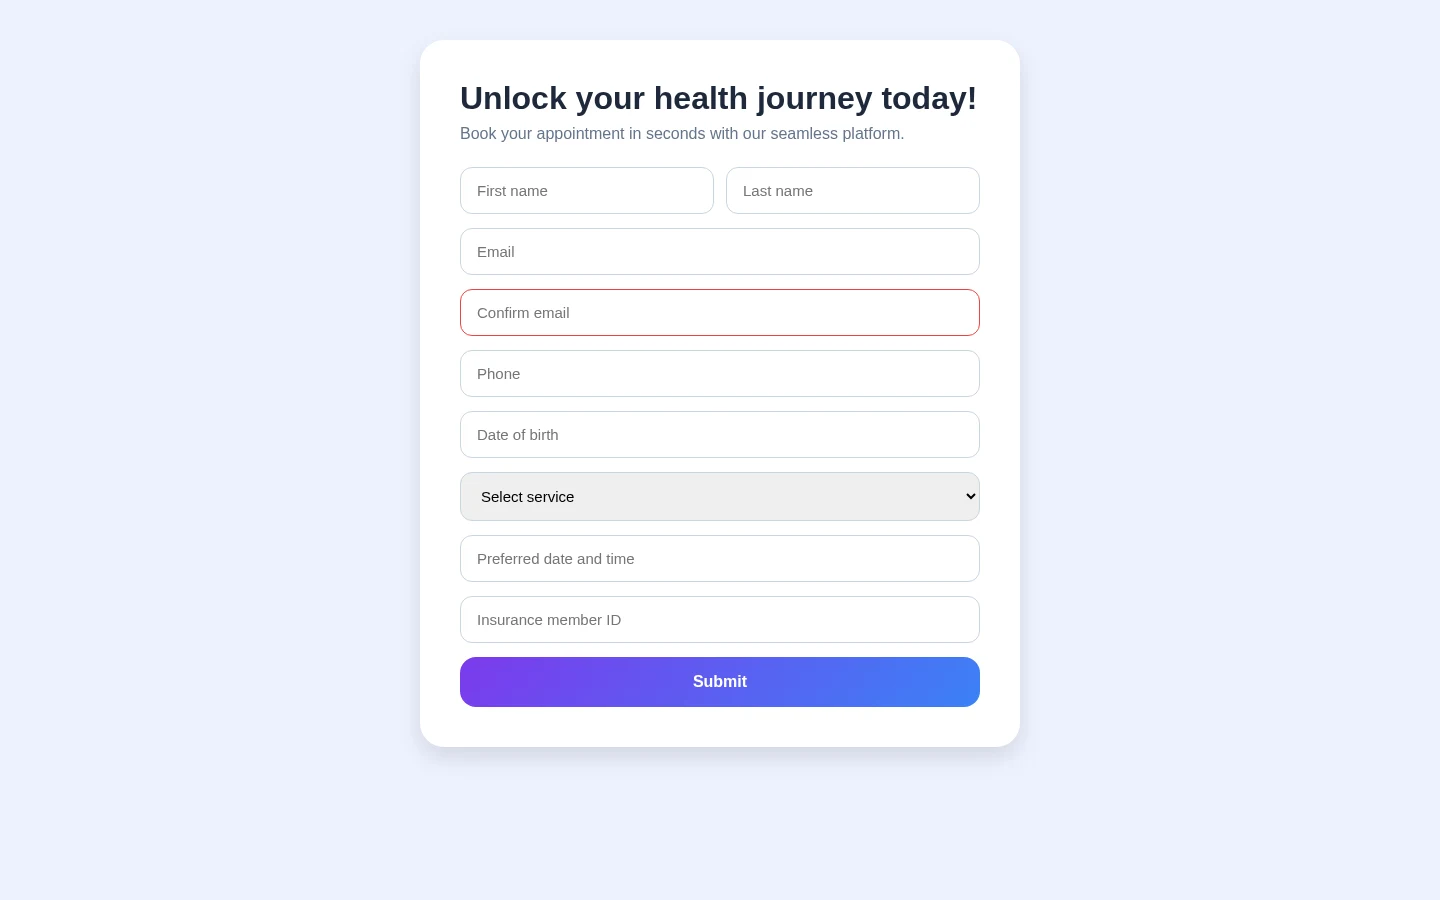 Unlock your health journey today!
Book your appointment in seconds with our seamless platform.
First name
Last name
Email
Confirm email
Phone
Date of birth
Select service
Preferred date and time
Insurance member ID
Submit